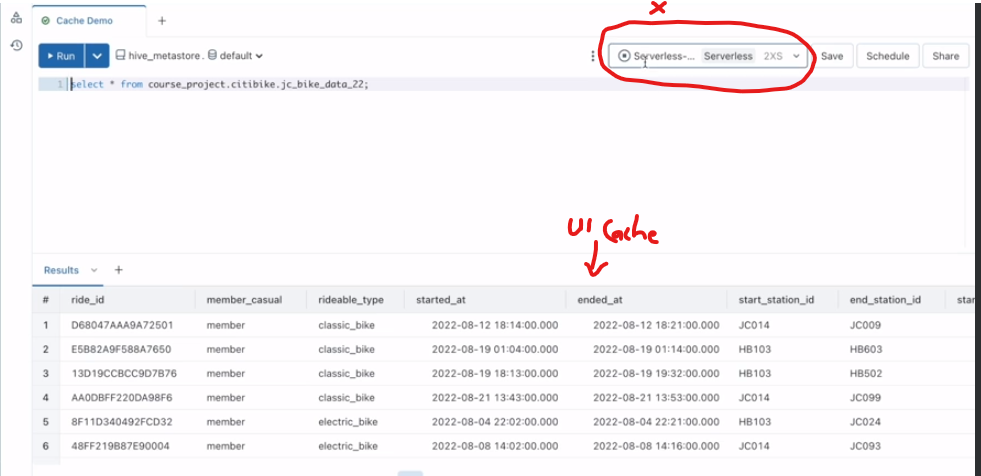 x
Cache Demo +
Run hive_metastore . default Serverless-... Serverless 2XS Save Schedule Share
1 select * from course_project.citibike.jc_bike_data_22;
UI Cache
Results +
# ride_id member_casual rideable_type started_at ended_at start_station_id end_station_id star
1 D68047AAA9A72501 member classic_bike 2022-08-12 18:14:00.000 2022-08-12 18:21:00.000 JC014 JC009
2 E5B82A9F588A7650 member classic_bike 2022-08-19 01:04:00.000 2022-08-19 01:14:00.000 HB103 HB603
3 13D19CCBCC9D7B76 member classic_bike 2022-08-19 18:13:00.000 2022-08-19 19:32:00.000 HB103 HB502
4 AA0DBFF220DA98F6 member classic_bike 2022-08-21 13:43:00.000 2022-08-21 13:53:00.000 JC014 JC099
5 8F11D340492FCD32 member electric_bike 2022-08-04 22:02:00.000 2022-08-04 22:21:00.000 HB103 JC024
6 48FF219B87E90004 member electric_bike 2022-08-08 14:02:00.000 2022-08-08 14:16:00.000 JC014 JC093